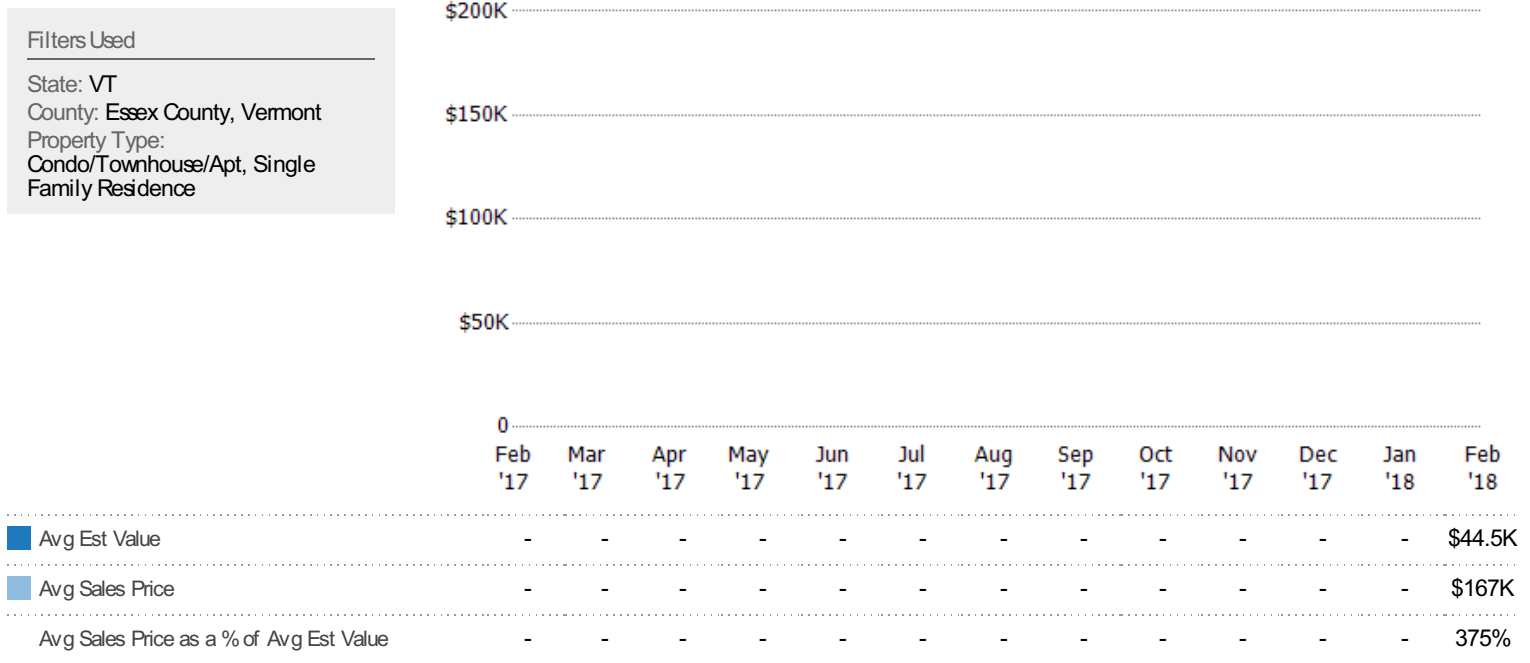 Filters Used
State: VT
County: Essex County, Vermont
Property Type:
Condo/Townhouse/Apt, Single
Family Residence
$200K
$150K
$100K
$50K
0
Feb Mar Apr May Jun Jul Aug Sep Oct Nov Dec Jan Feb
'17 '17 '17 '17 '17 '17 '17 '17 '17 '17 '17 '18 '18
Avg Est Value - - - - - - - - - - - - $44.5K
Avg Sales Price - - - - - - - - - - - - $167K
Avg Sales Price as a % of Avg Est Value - - - - - - - - - - - - 375%